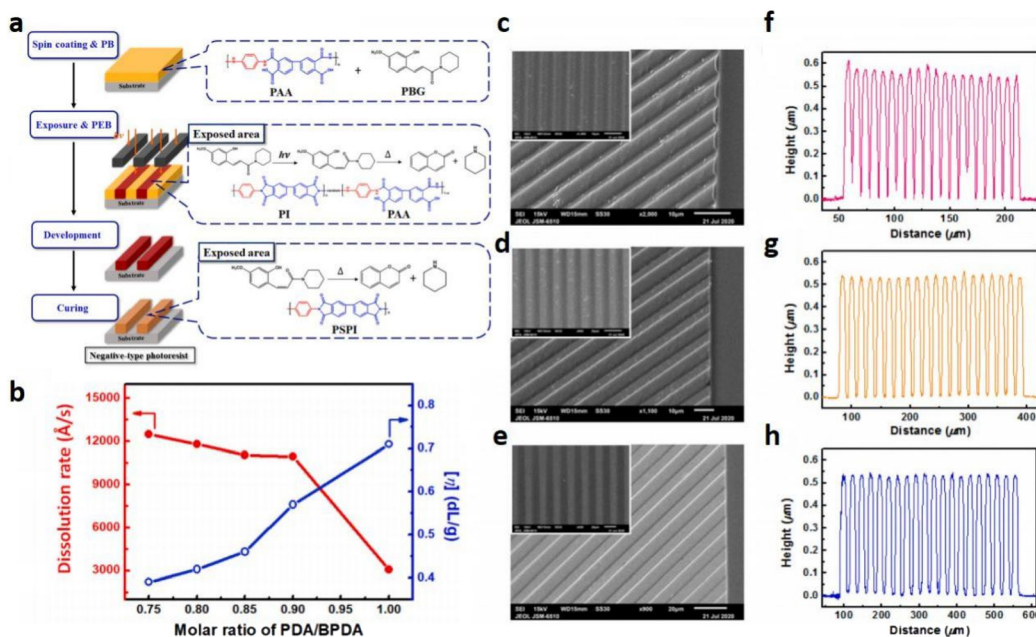 a
Spin coating & PB
Substrate
PAA
+
PBG
Exposure & PEB
Exposed area
hν
Δ
+
PI
PAA
Substrate
Development
Substrate
Exposed area
Δ
+
Curing
PSPI
Substrate
Negative-type photoresist
b
Dissolution rate (Å/s)
15000
12000
9000
6000
3000
0.8
0.7
0.6
0.5
0.4
[η] (dL/g)
0.75 0.80 0.85 0.90 0.95 1.00
Molar ratio of PDA/BPDA
c
SEI 15kV WD15mm SS30 x2,000 10μm
JEOL JSM-6510 21 Jul 2020
d
SEI 15kV WD15mm SS30 x1,100 10μm
JEOL JSM-6510 21 Jul 2020
e
SEI 15kV WD15mm SS30 x900 20μm
JEOL JSM-6510 21 Jul 2020
f
Height (μm)
0.6
0.5
0.4
0.3
0.2
0.1
0.0
50 100 150 200
Distance (μm)
g
Height (μm)
0.6
0.5
0.4
0.3
0.2
0.1
0.0
100 200 300 400
Distance (μm)
h
Height (μm)
0.6
0.5
0.4
0.3
0.2
0.1
0.0
100 200 300 400 500 600
Distance (μm)